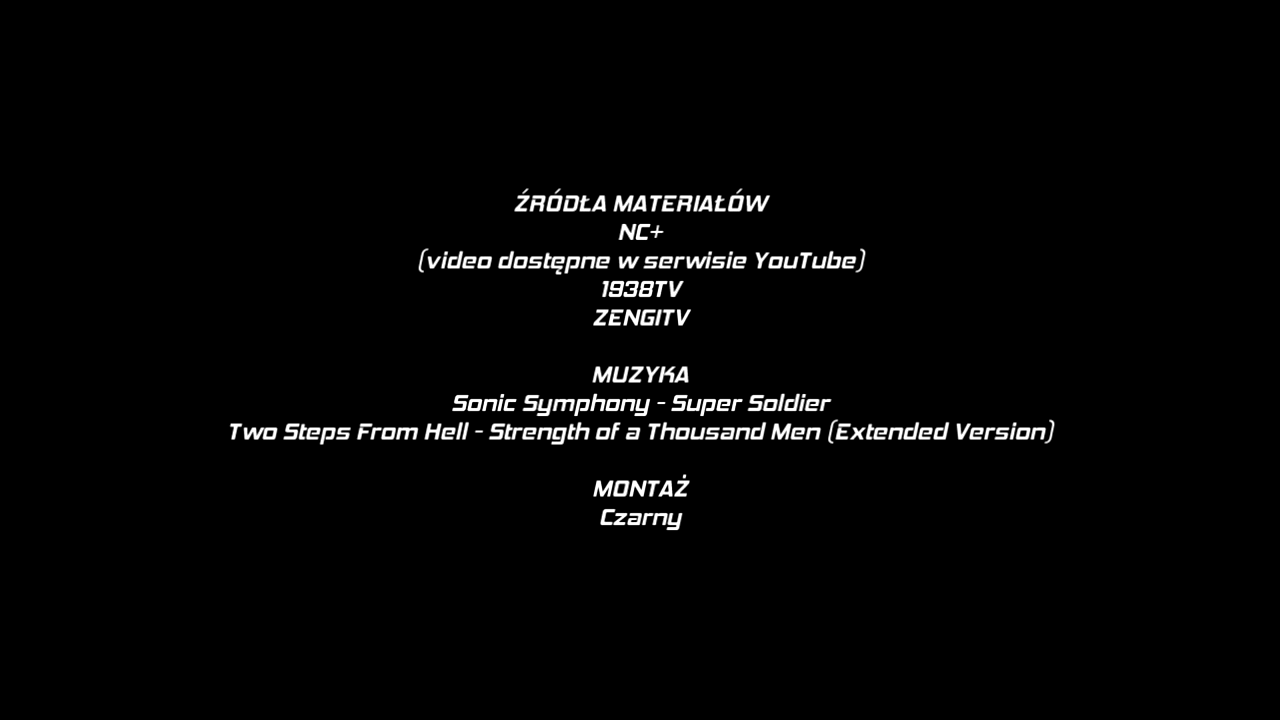 ŹRÓDŁA MATERIAŁÓW
NC+
(video dostępne w serwisie YouTube)
1938TV
ZENGITV
MUZYKA
Sonic Symphony - Super Soldier
Two Steps From Hell - Strength of a Thousand Men (Extended Version)
MONTAŻ
Czarny